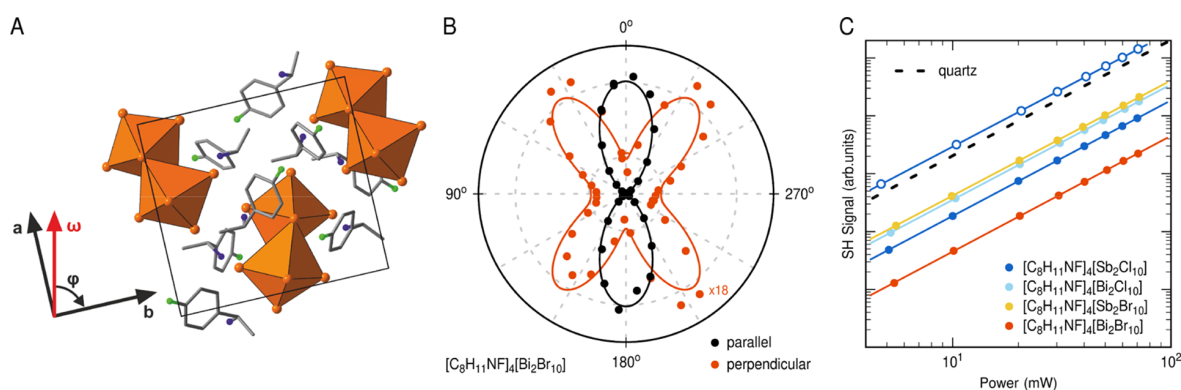 A
a
ω
φ
b
B
0°
90°
270°
180°
x18
[C₈H₁₁NF]₄[Bi₂Br₁₀]
parallel
perpendicular
C
SH Signal (arb.units)
quartz
[C₈H₁₁NF]₄[Sb₂Cl₁₀]
[C₈H₁₁NF]₄[Bi₂Cl₁₀]
[C₈H₁₁NF]₄[Sb₂Br₁₀]
[C₈H₁₁NF]₄[Bi₂Br₁₀]
10¹
10²
Power (mW)